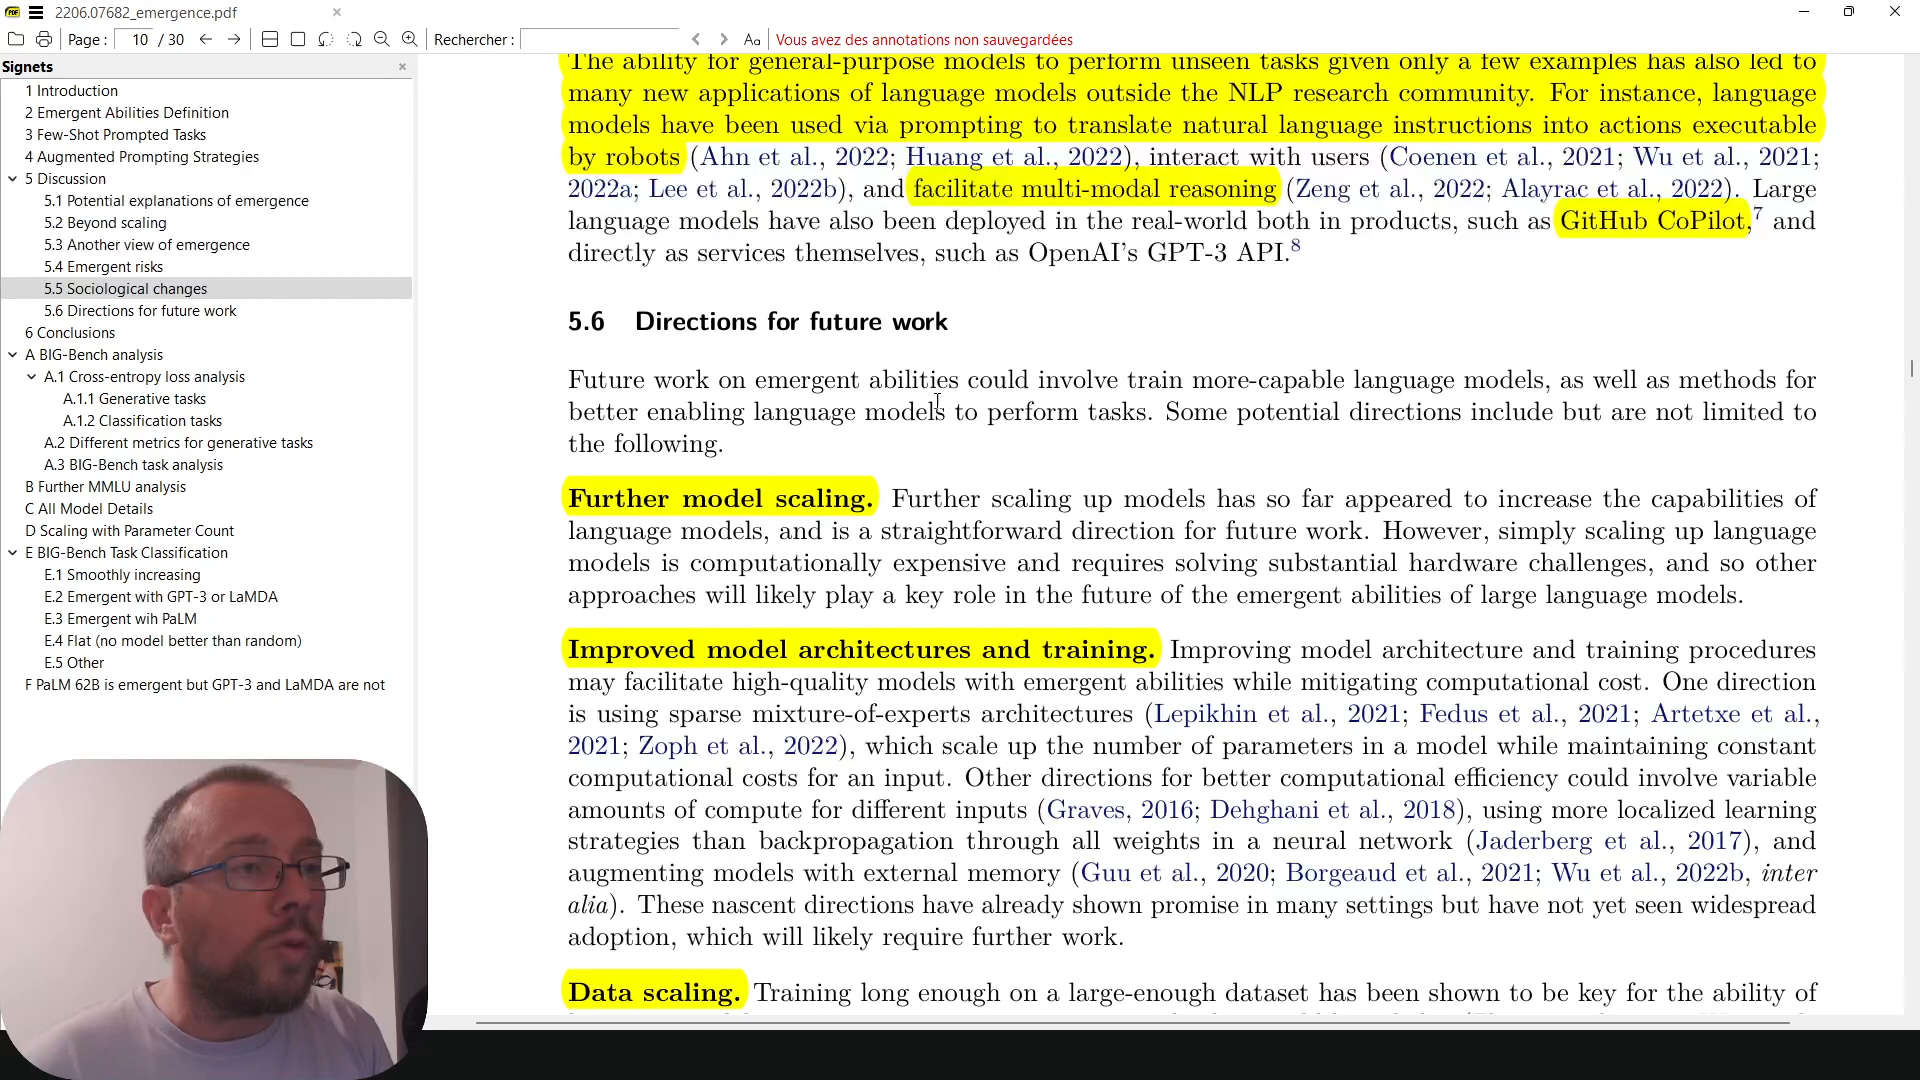 2206.07682_emergence.pdf
Page : 10 / 30 Rechercher : Aa Vous avez des annotations non sauvegardées
Signets
1 Introduction
2 Emergent Abilities Definition
3 Few-Shot Prompted Tasks
4 Augmented Prompting Strategies
5 Discussion
5.1 Potential explanations of emergence
5.2 Beyond scaling
5.3 Another view of emergence
5.4 Emergent risks
5.5 Sociological changes
5.6 Directions for future work
6 Conclusions
A BIG-Bench analysis
A.1 Cross-entropy loss analysis
A.1.1 Generative tasks
A.1.2 Classification tasks
A.2 Different metrics for generative tasks
A.3 BIG-Bench task analysis
B Further MMLU analysis
C All Model Details
D Scaling with Parameter Count
E BIG-Bench Task Classification
E.1 Smoothly increasing
E.2 Emergent with GPT-3 or LaMDA
E.3 Emergent wih PaLM
E.4 Flat (no model better than random)
E.5 Other
F PaLM 62B is emergent but GPT-3 and LaMDA are not
The ability for general-purpose models to perform unseen tasks given only a few examples has also led to
many new applications of language models outside the NLP research community. For instance, language
models have been used via prompting to translate natural language instructions into actions executable
by robots (Ahn et al., 2022; Huang et al., 2022), interact with users (Coenen et al., 2021; Wu et al., 2021;
2022a; Lee et al., 2022b), and facilitate multi-modal reasoning (Zeng et al., 2022; Alayrac et al., 2022). Large
language models have also been deployed in the real-world both in products, such as GitHub CoPilot,7 and
directly as services themselves, such as OpenAI's GPT-3 API.8
5.6 Directions for future work
Future work on emergent abilities could involve train more-capable language models, as well as methods for
better enabling language models to perform tasks. Some potential directions include but are not limited to
the following.
Further model scaling. Further scaling up models has so far appeared to increase the capabilities of
language models, and is a straightforward direction for future work. However, simply scaling up language
models is computationally expensive and requires solving substantial hardware challenges, and so other
approaches will likely play a key role in the future of the emergent abilities of large language models.
Improved model architectures and training. Improving model architecture and training procedures
may facilitate high-quality models with emergent abilities while mitigating computational cost. One direction
is using sparse mixture-of-experts architectures (Lepikhin et al., 2021; Fedus et al., 2021; Artetxe et al.,
2021; Zoph et al., 2022), which scale up the number of parameters in a model while maintaining constant
computational costs for an input. Other directions for better computational efficiency could involve variable
amounts of compute for different inputs (Graves, 2016; Dehghani et al., 2018), using more localized learning
strategies than backpropagation through all weights in a neural network (Jaderberg et al., 2017), and
augmenting models with external memory (Guu et al., 2020; Borgeaud et al., 2021; Wu et al., 2022b, inter
alia). These nascent directions have already shown promise in many settings but have not yet seen widespread
adoption, which will likely require further work.
Data scaling. Training long enough on a large-enough dataset has been shown to be key for the ability of